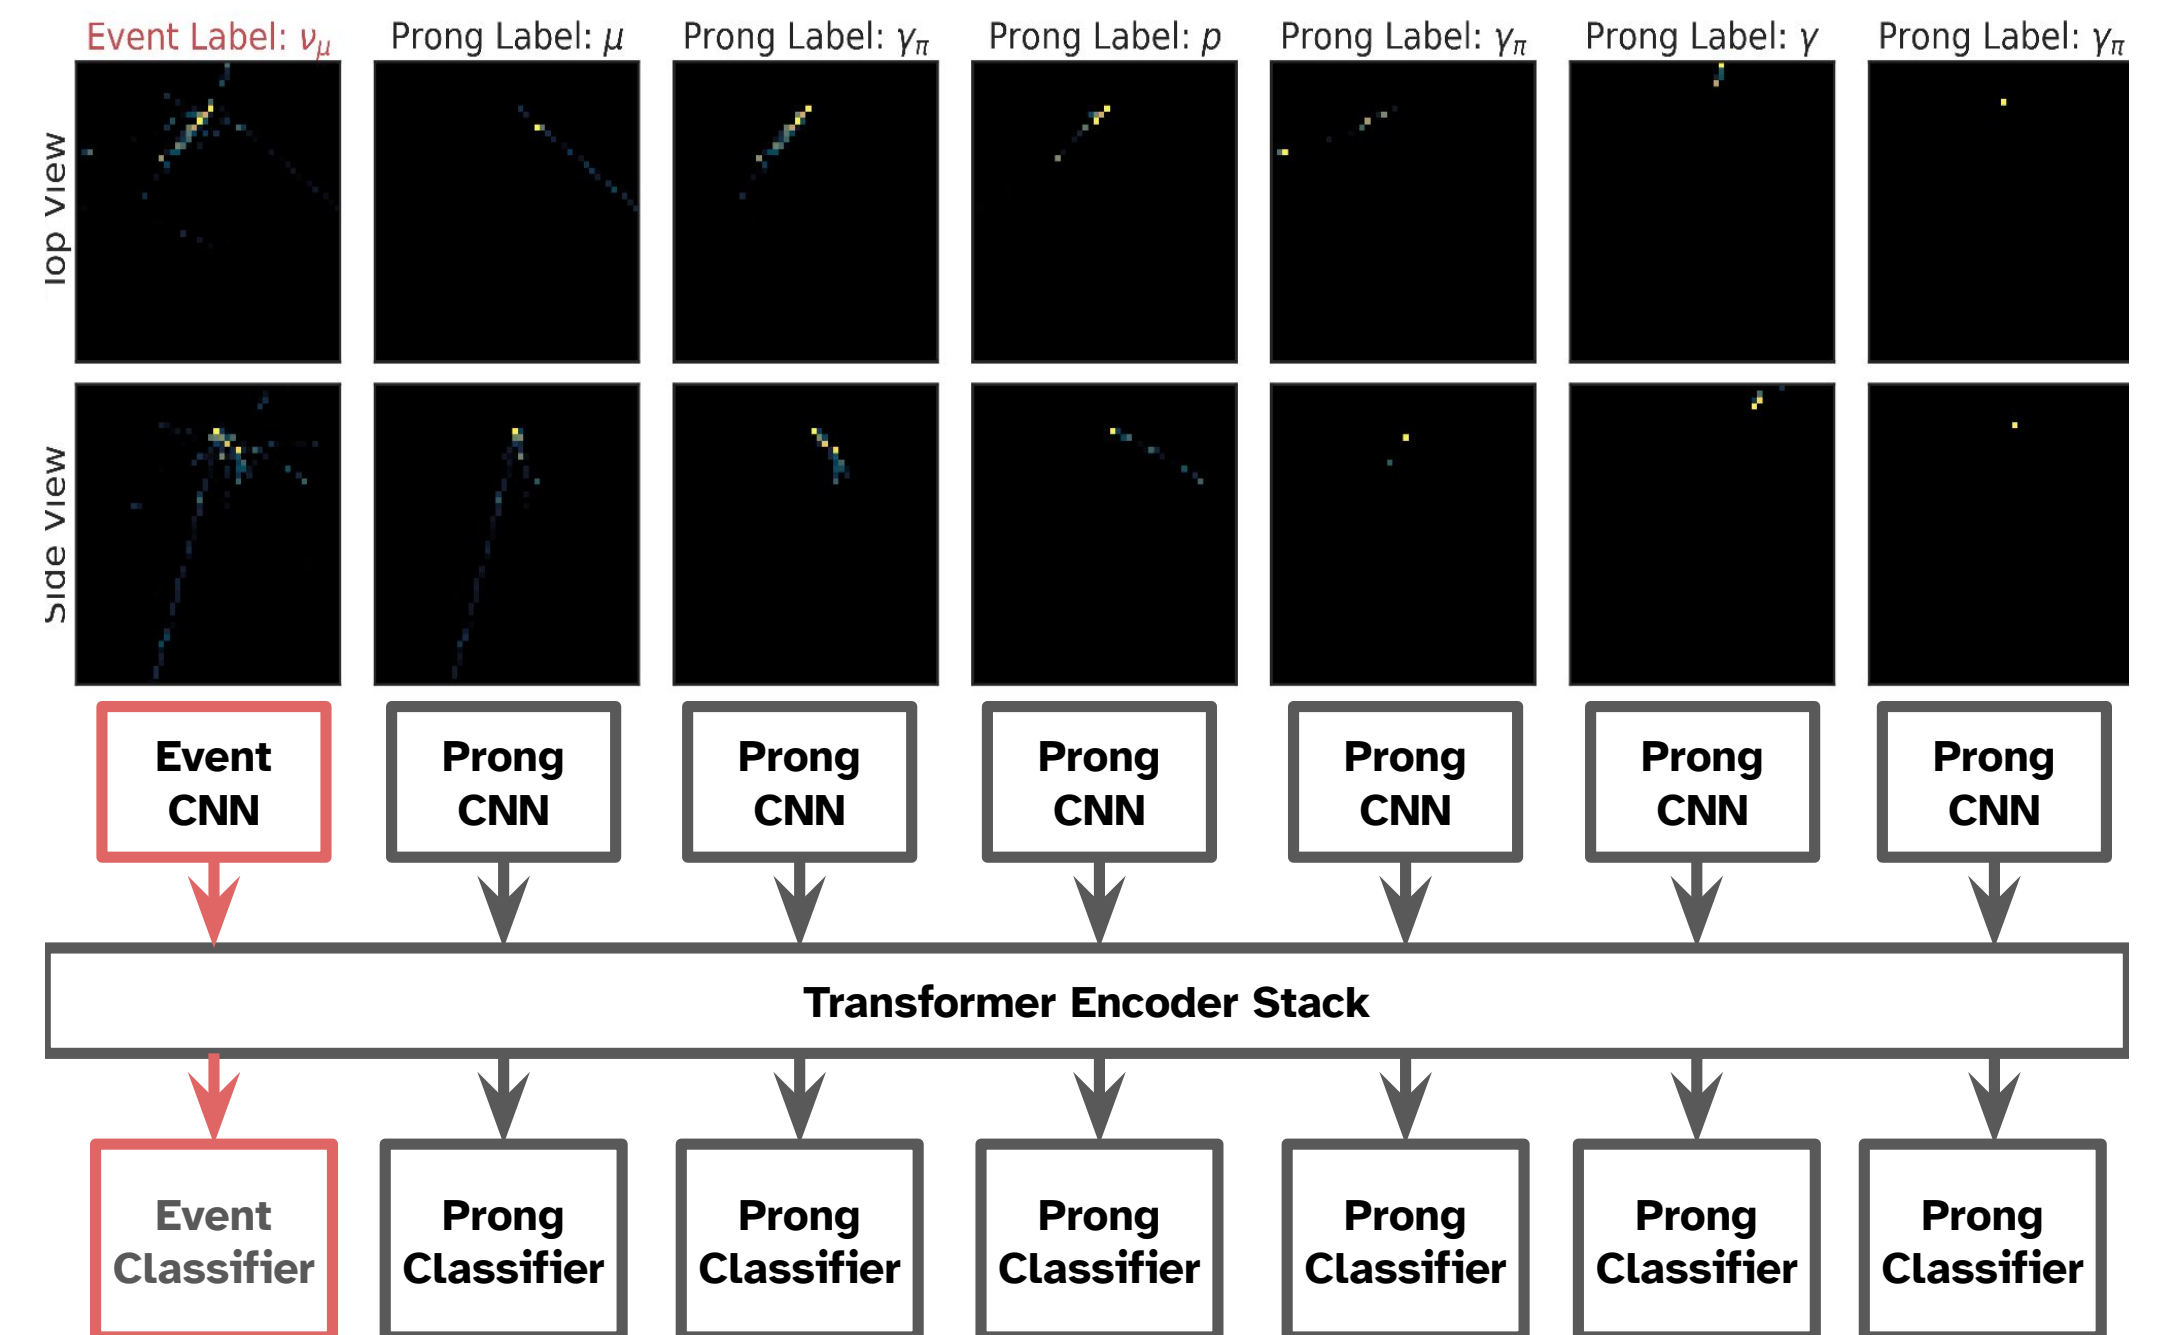 Event Label: νμ
Prong Label: μ
Prong Label: γπ
Prong Label: p
Prong Label: γπ
Prong Label: γ
Prong Label: γπ
Top view
Side view
Event
CNN
Prong
CNN
Prong
CNN
Prong
CNN
Prong
CNN
Prong
CNN
Prong
CNN
Transformer Encoder Stack
Event
Classifier
Prong
Classifier
Prong
Classifier
Prong
Classifier
Prong
Classifier
Prong
Classifier
Prong
Classifier